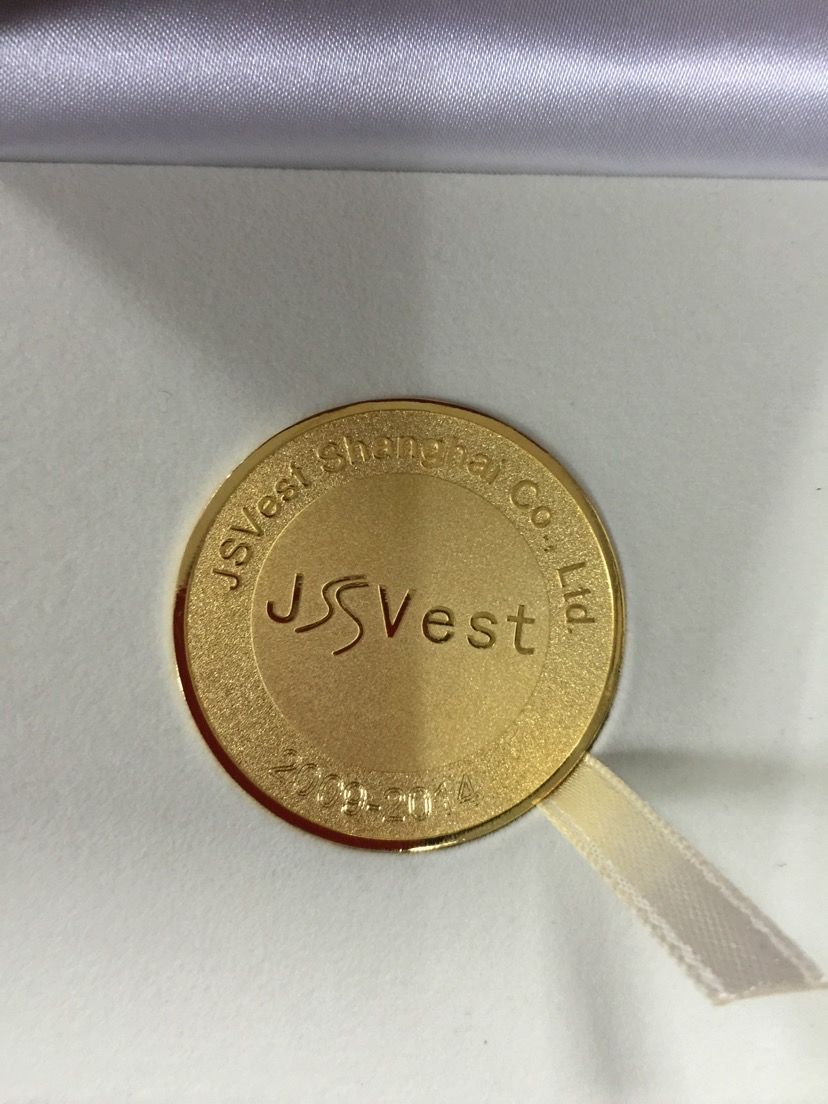 JSVest Shanghai Co., Ltd.
JSVest
2009-2014